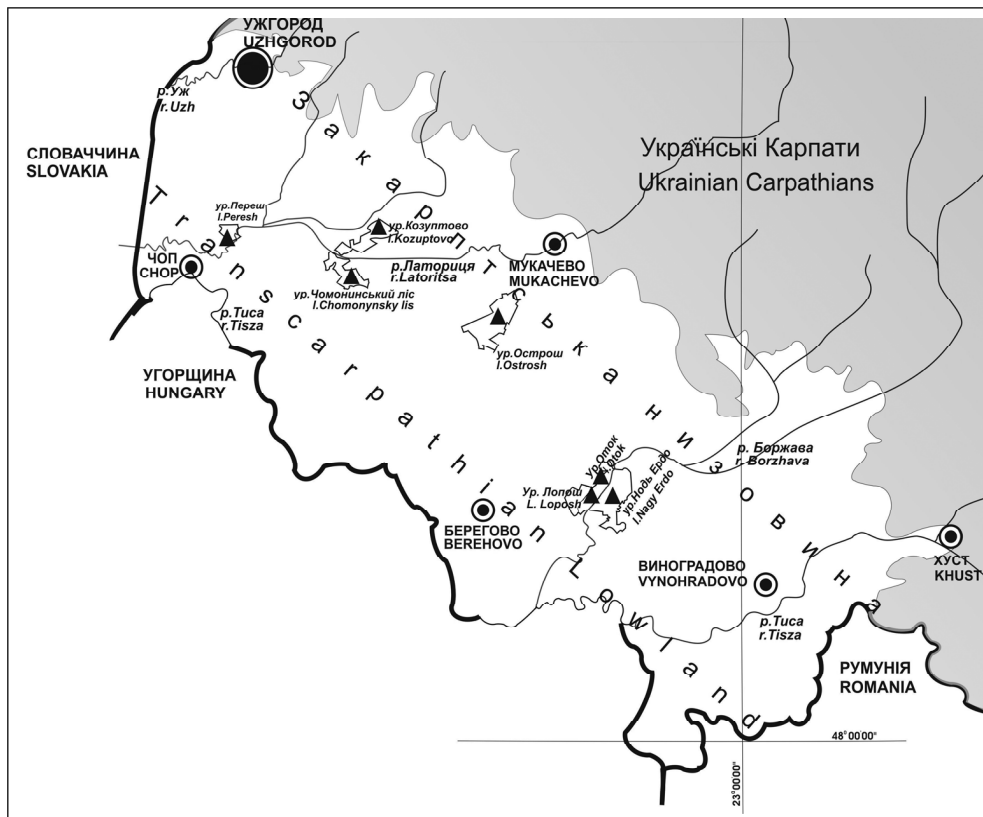 УЖГОРОД
UZHGOROD
р.Уж
r.Uzh
СЛОВАЧЧИНА
SLOVAKIA
Українські Карпати
Ukrainian Carpathians
Закарпатська низовина
Transcarpathian Lowland
ур.Переш
l.Peresh
ур.Козуптово
l.Kozuptovo
ЧОП
CHOP
МУКАЧЕВО
MUKACHEVO
р.Латориця
r.Latoritsa
ур.Чомонинський ліс
l.Chomonynsky lis
р.Тиса
r.Tisza
ур.Острош
l.Ostrosh
УГОРЩИНА
HUNGARY
р. Боржава
r. Borzhava
Ур.Оток
l.Otok
Ур. Лопош
L. Loposh
ур.Нодь Ердо
l.Nagy Erdo
БЕРЕГОВО
BEREHOVO
ХУСТ
KHUST
ВИНОГРАДОВО
VYNOHRADOVO
р.Тиса
r.Tisza
РУМУНІЯ
ROMANIA
48°00'00"
23°00'00"